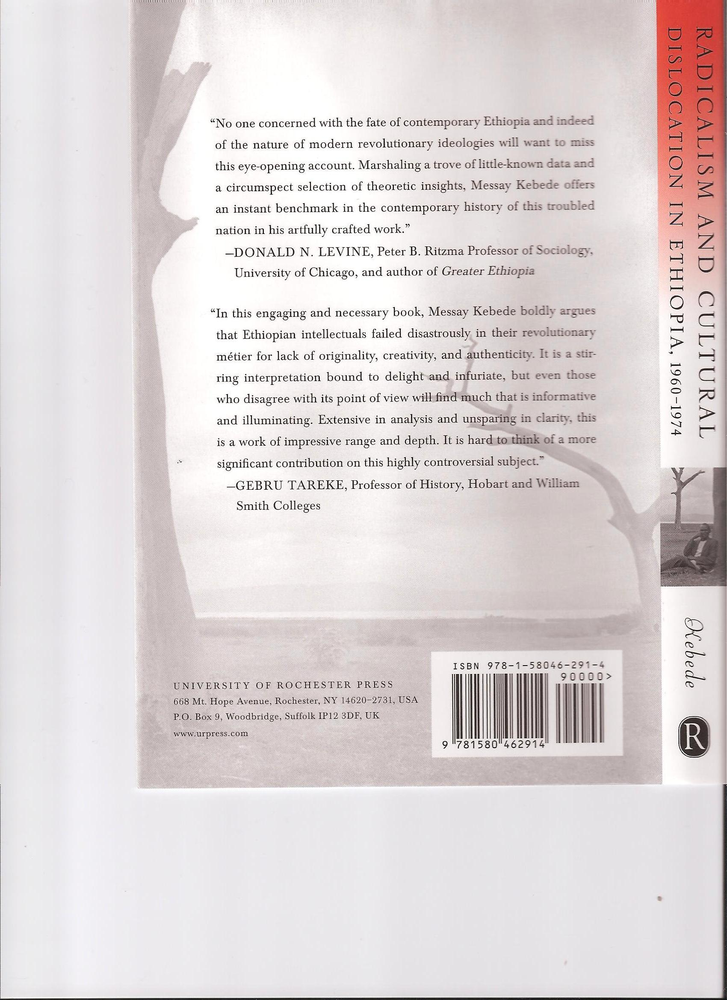 “No one concerned with the fate of contemporary Ethiopia and indeed
of the nature of modern revolutionary ideologies will want to miss
this eye-opening account. Marshaling a trove of little-known data and
a circumspect selection of theoretic insights, Messay Kebede offers
an instant benchmark in the contemporary history of this troubled
nation in his artfully crafted work.”
—DONALD N. LEVINE, Peter B. Ritzma Professor of Sociology,
University of Chicago, and author of Greater Ethiopia
“In this engaging and necessary book, Messay Kebede boldly argues
that Ethiopian intellectuals failed disastrously in their revolutionary
métier for lack of originality, creativity, and authenticity. It is a stir-
ring interpretation bound to delight and infuriate, but even those
who disagree with its point of view will find much that is informative
and illuminating. Extensive in analysis and unsparing in clarity, this
is a work of impressive range and depth. It is hard to think of a more
significant contribution on this highly controversial subject.”
—GEBRU TAREKE, Professor of History, Hobart and William
Smith Colleges
UNIVERSITY OF ROCHESTER PRESS
668 Mt. Hope Avenue, Rochester, NY 14620–2731, USA
P.O. Box 9, Woodbridge, Suffolk IP12 3DF, UK
www.urpress.com
ISBN 978-1-58046-291-4
90000>
9 781580 462914
RADICALISM AND CULTURAL
DISLOCATION IN ETHIOPIA, 1960–1974
Kebede
R